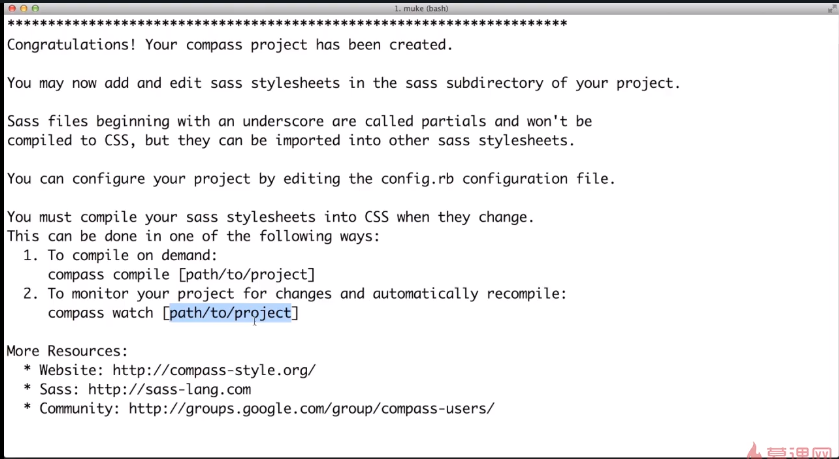 1. muke (bash)
**********************************************************************
Congratulations! Your compass project has been created.
You may now add and edit sass stylesheets in the sass subdirectory of your project.
Sass files beginning with an underscore are called partials and won't be
compiled to CSS, but they can be imported into other sass stylesheets.
You can configure your project by editing the config.rb configuration file.
You must compile your sass stylesheets into CSS when they change.
This can be done in one of the following ways:
1. To compile on demand:
compass compile [path/to/project]
2. To monitor your project for changes and automatically recompile:
compass watch [path/to/project]
More Resources:
* Website: http://compass-style.org/
* Sass: http://sass-lang.com
* Community: http://groups.google.com/group/compass-users/
慕课网